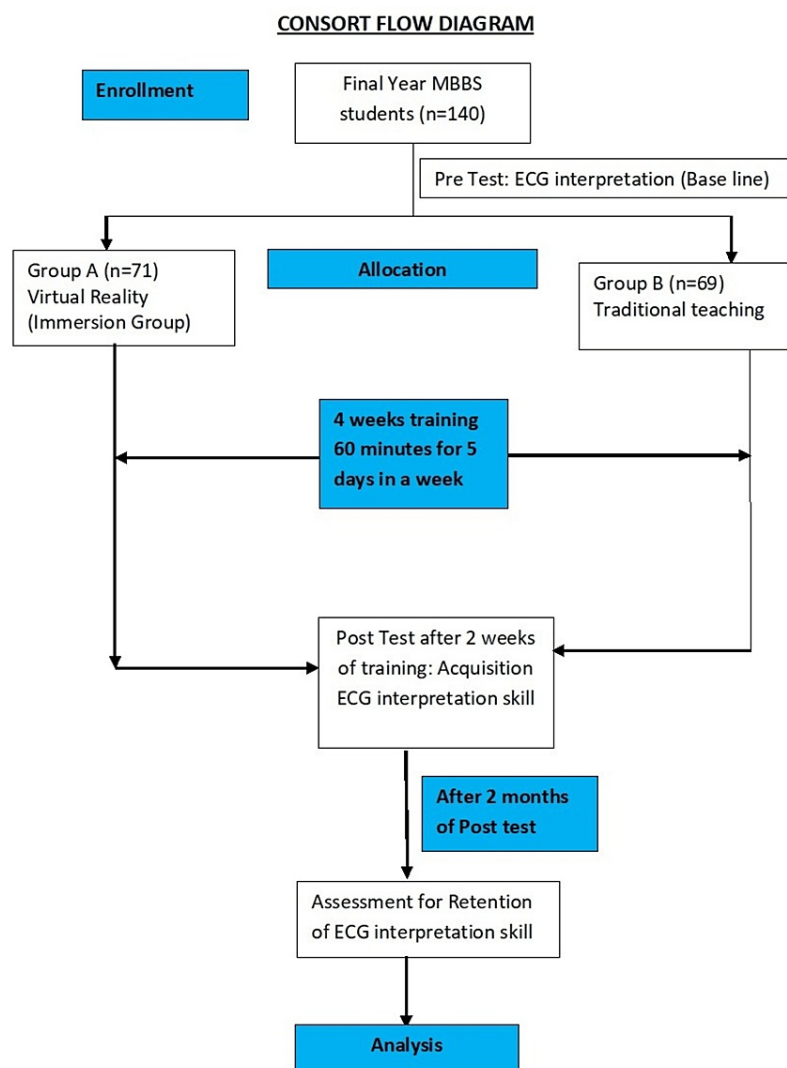 CONSORT FLOW DIAGRAM
Enrollment
Final Year MBBS
students (n=140)
Pre Test: ECG interpretation (Base line)
Group A (n=71)
Virtual Reality
(Immersion Group)
Allocation
Group B (n=69)
Traditional teaching
4 weeks training
60 minutes for 5
days in a week
Post Test after 2 weeks
of training: Acquisition
ECG interpretation skill
After 2 months
of Post test
Assessment for Retention
of ECG interpretation skill
Analysis